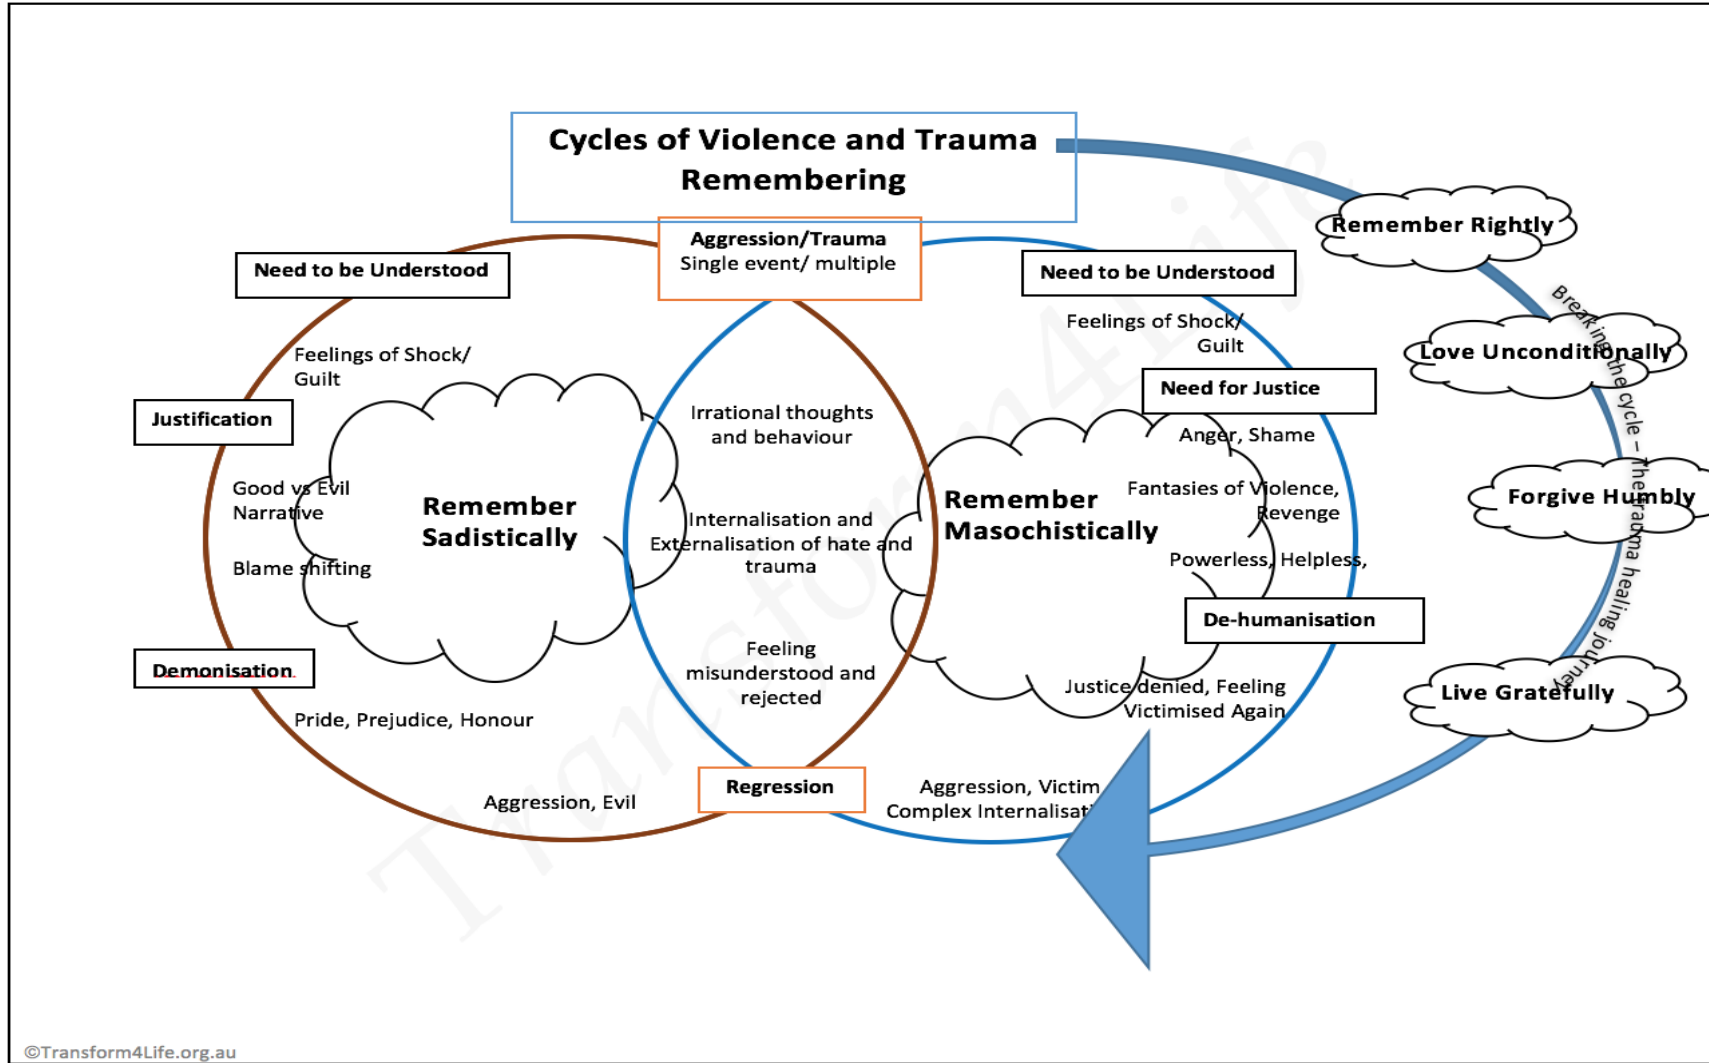 Cycles of Violence and Trauma
Remembering
Aggression/Trauma
Single event/ multiple
Need to be Understood
Feelings of Shock/
Guilt
Justification
Good vs Evil
Narrative
Blame shifting
Demonisation
Pride, Prejudice, Honour
Aggression, Evil
Remember
Sadistically
Irrational thoughts
and behaviour
Internalisation and
Externalisation of hate and
trauma
Feeling
misunderstood and
rejected
Regression
Need to be Understood
Feelings of Shock/
Guilt
Need for Justice
Anger, Shame
Remember
Masochistically
Fantasies of Violence,
Revenge
Powerless, Helpless,
De-humanisation
Justice denied, Feeling
Victimised Again
Aggression, Victim
Complex Internalisati
Remember Rightly
Love Unconditionally
Forgive Humbly
Live Gratefully
Breaking the cycle – The trauma healing journey
Transform4Life
©Transform4Life.org.au